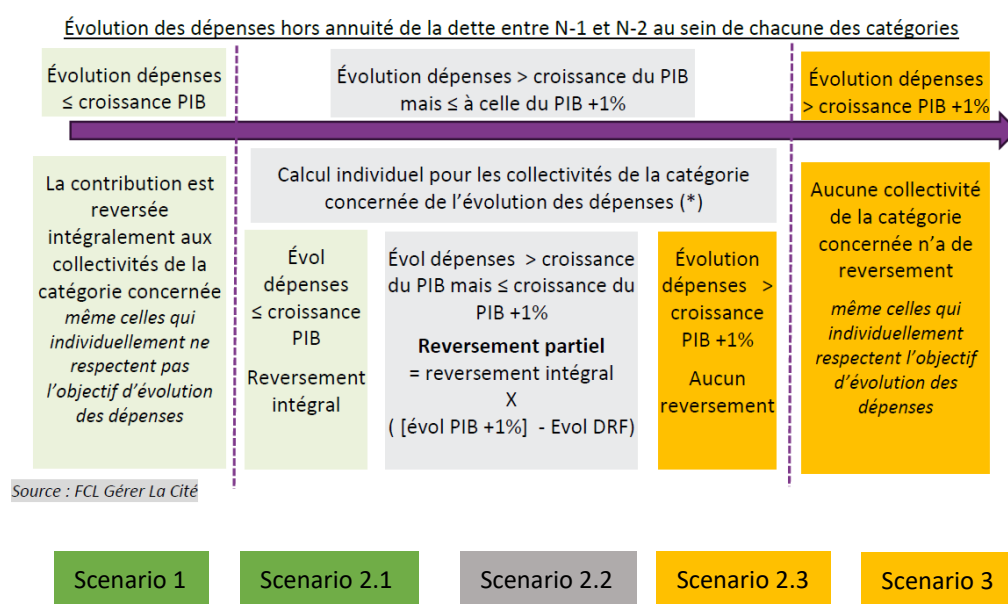 Évolution des dépenses hors annuité de la dette entre N-1 et N-2 au sein de chacune des catégories
Évolution dépenses
≤ croissance PIB
Évolution dépenses > croissance du PIB
mais ≤ à celle du PIB +1%
Évolution dépenses
> croissance PIB +1%
La contribution est
reversée
intégralement aux
collectivités de la
catégorie concernée
même celles qui
individuellement ne
respectent pas
l'objectif d'évolution
des dépenses
Calcul individuel pour les collectivités de la catégorie
concernée de l'évolution des dépenses (*)
Évol
dépenses
≤ croissance
PIB
Reversement
intégral
Évol dépenses > croissance
du PIB mais ≤ croissance du
PIB +1%
Reversement partiel
= reversement intégral
X
( [évol PIB +1%] - Evol DRF)
Évolution
dépenses >
croissance
PIB +1%
Aucun
reversement
Aucune collectivité
de la catégorie
concernée n'a de
reversement
même celles qui
individuellement
respectent l'objectif
d'évolution des
dépenses
Source : FCL Gérer La Cité
Scenario 1
Scenario 2.1
Scenario 2.2
Scenario 2.3
Scenario 3